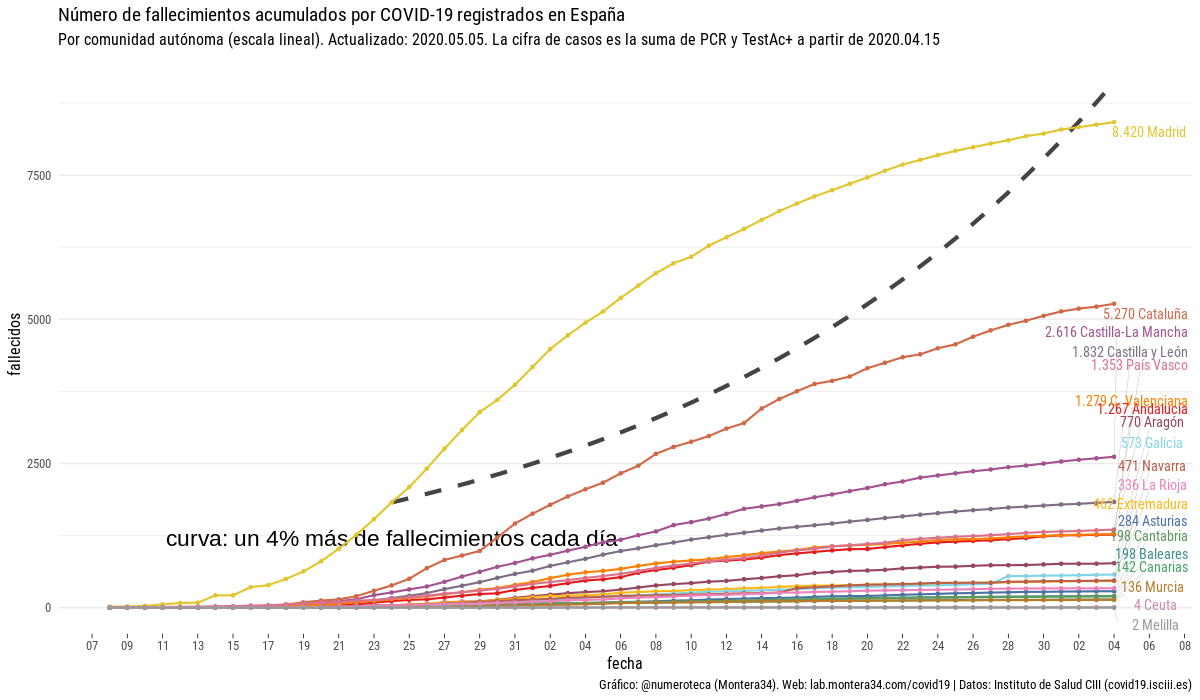 Número de fallecimientos acumulados por COVID-19 registrados en España
Por comunidad autónoma (escala lineal). Actualizado: 2020.05.05. La cifra de casos es la suma de PCR y TestAc+ a partir de 2020.04.15
8.420 Madrid
7500
5000
5.270 Cataluña
2.616 Castilla-La Mancha
1.832 Castilla y León
1.353 País Vasco
1.279 C. Valenciana
1.267 Andalucía
770 Aragón
573 Galicia
2500
471 Navarra
336 La Rioja
462 Extremadura
284 Asturias
198 Cantabria
198 Baleares
142 Canarias
136 Murcia
4 Ceuta
2 Melilla
curva: un 4% más de fallecimientos cada día
0
fallecidos
07 09 11 13 15 17 19 21 23 25 27 29 31 02 04 06 08 10 12 14 16 18 20 22 24 26 28 30 02 04 06 08
fecha
Gráfico: @numeroteca (Montera34). Web: lab.montera34.com/covid19 | Datos: Instituto de Salud CIII (covid19.isciii.es)